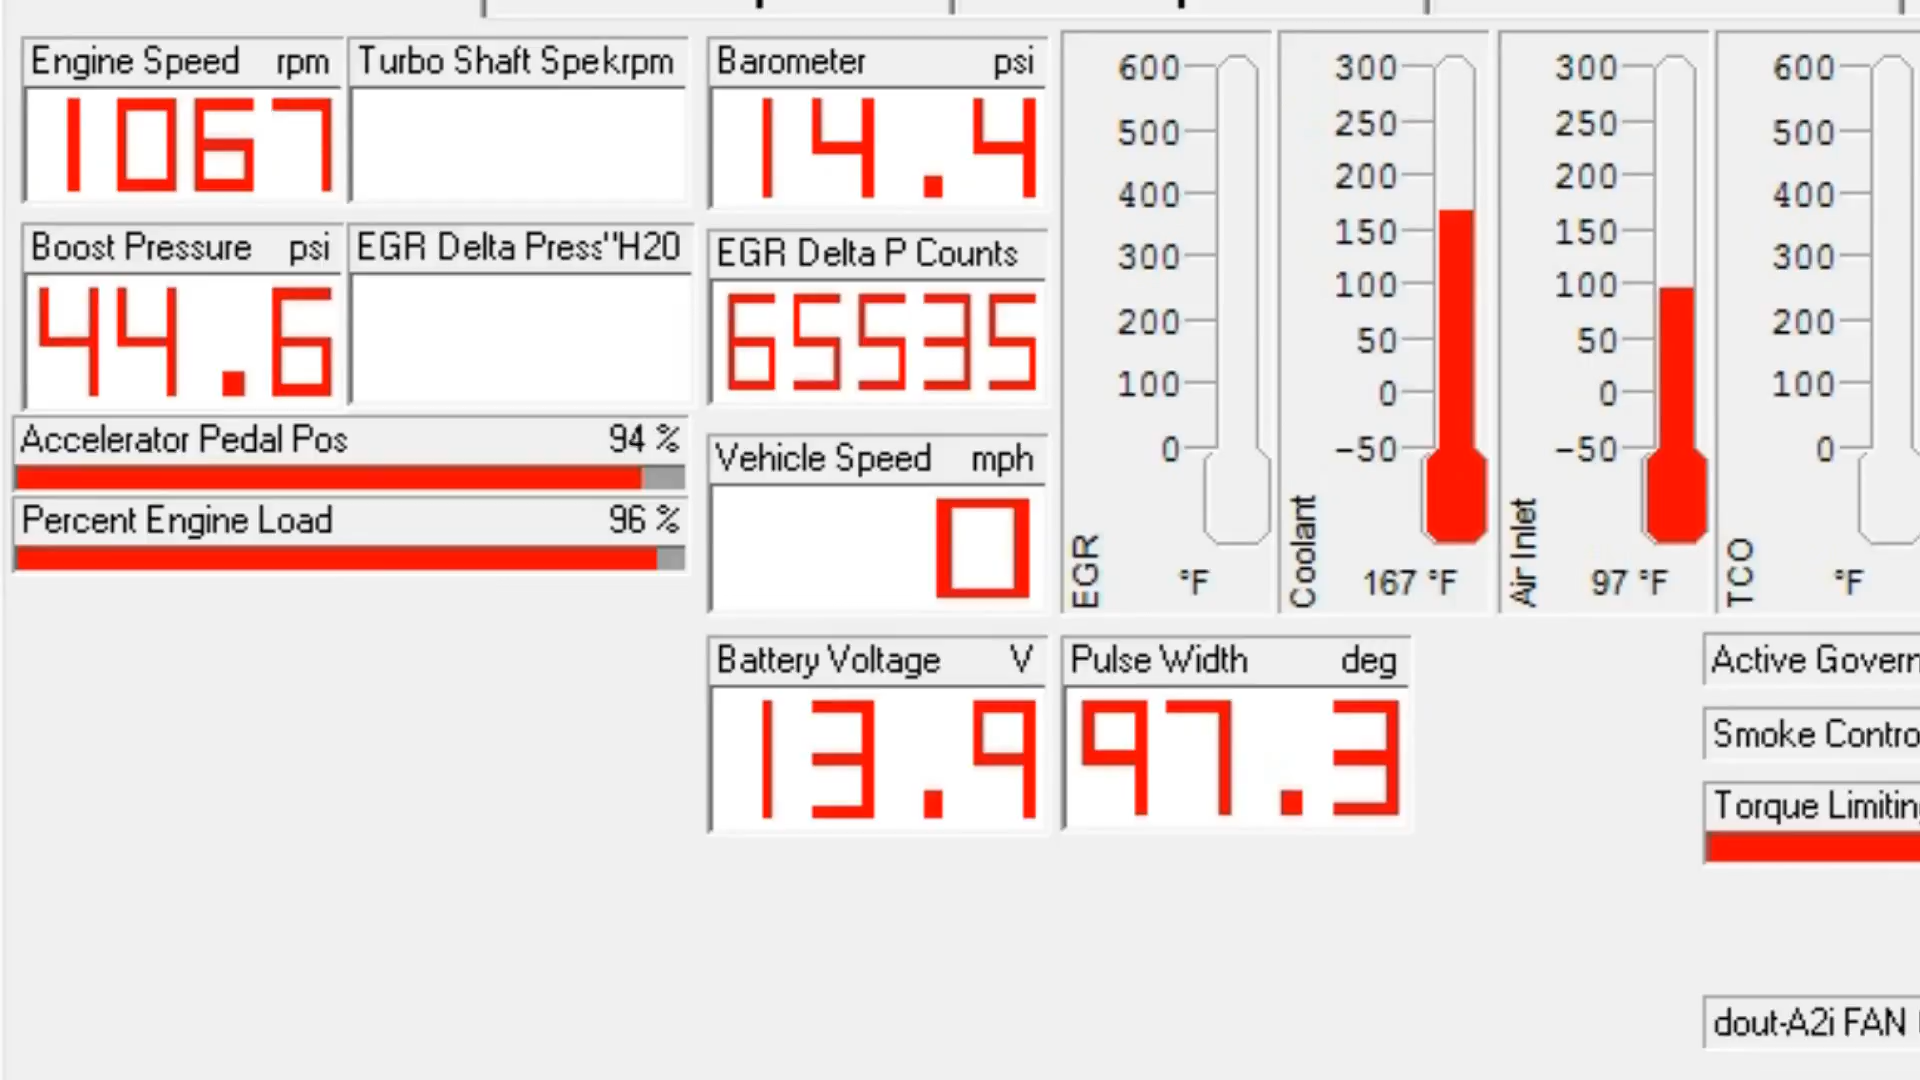 Engine Speed rpm
1067
Turbo Shaft Spekrpm
Barometer psi
14.4
Boost Pressure psi
44.6
EGR Delta Press"H20
EGR Delta P Counts
65535
Accelerator Pedal Pos 94 %
Percent Engine Load 96 %
Vehicle Speed mph
0
Battery Voltage V
13.9
Pulse Width deg
97.3
600
500
400
300
200
100
0
EGR
°F
300
250
200
150
100
50
0
-50
Coolant
167 °F
300
250
200
150
100
50
0
-50
Air Inlet
97 °F
600
500
400
300
200
100
0
TCO
°F
Active Govern
Smoke Contro
Torque Limiting
dout-A2i FAN